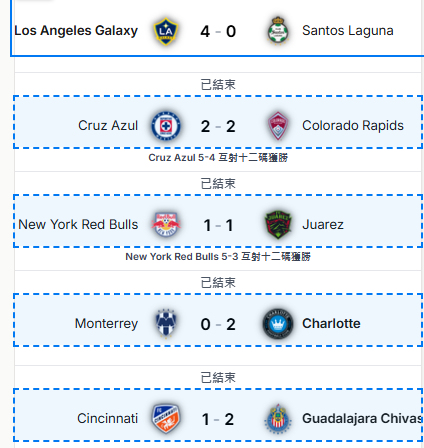 Los Angeles Galaxy 4 - 0 Santos Laguna
已結束
Cruz Azul 2 - 2 Colorado Rapids
Cruz Azul 5-4 互射十二碼獲勝
已結束
New York Red Bulls 1 - 1 Juarez
New York Red Bulls 5-3 互射十二碼獲勝
已結束
Monterrey 0 - 2 Charlotte
已結束
Cincinnati 1 - 2 Guadalajara Chivas